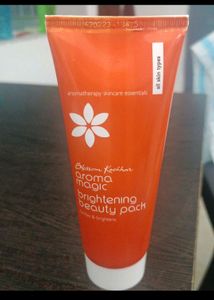 aromatherapy skincare essentials
all skin types
Blossom Kochhar
aroma
magic
brightening
beauty pack